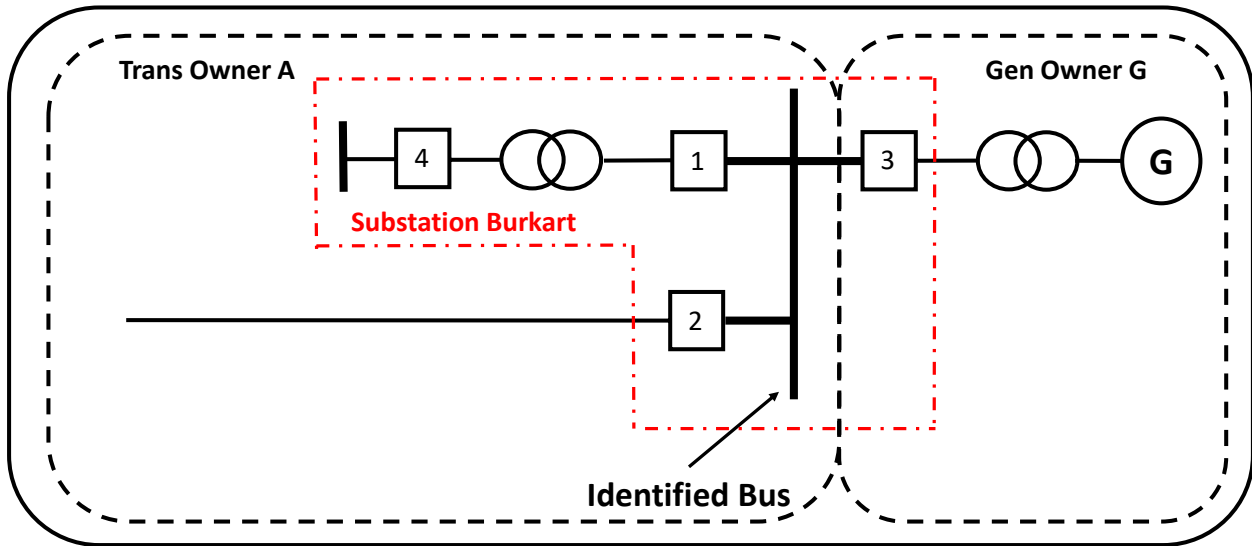 Trans Owner A
Gen Owner G
4
1
3
G
Substation Burkart
2
Identified Bus